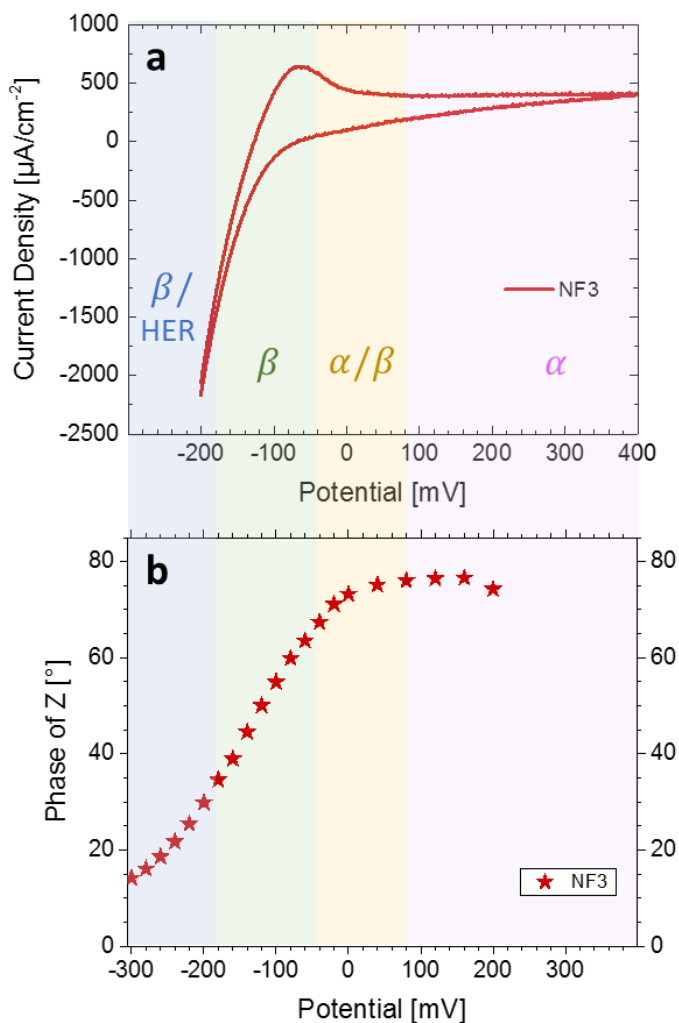 a
1000
500
0
-500
-1000
-1500
-2000
-2500
Current Density [µA/cm⁻²]
β/
HER
β
α/β
α
NF3
-200 -100 0 100 200 300 400
Potential [mV]
b
80
60
40
20
0
Phase of Z [°]
80
60
40
20
0
NF3
-300 -200 -100 0 100 200 300
Potential [mV]